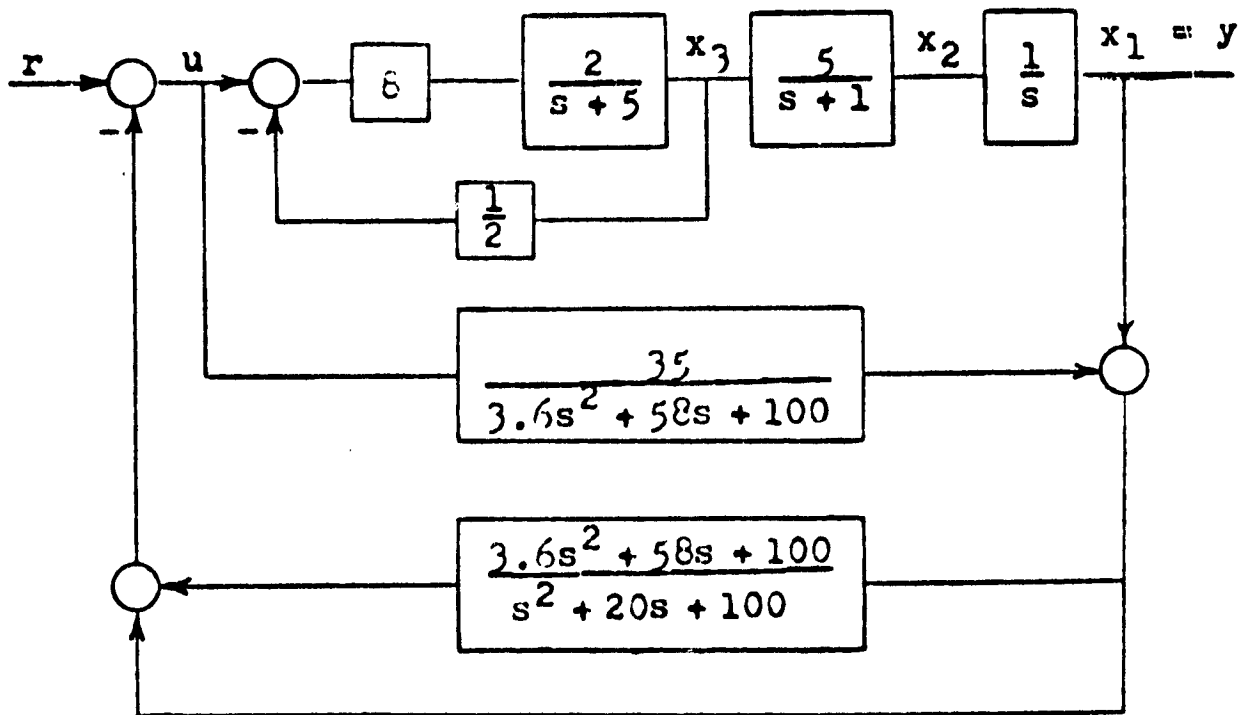 r
-
u
-
2
s + 5
x3
5
s + 1
x2
1
s
x1 = y
1
2
35
3.6s² + 58s + 100
3.6s² + 58s + 100
s² + 20s + 100